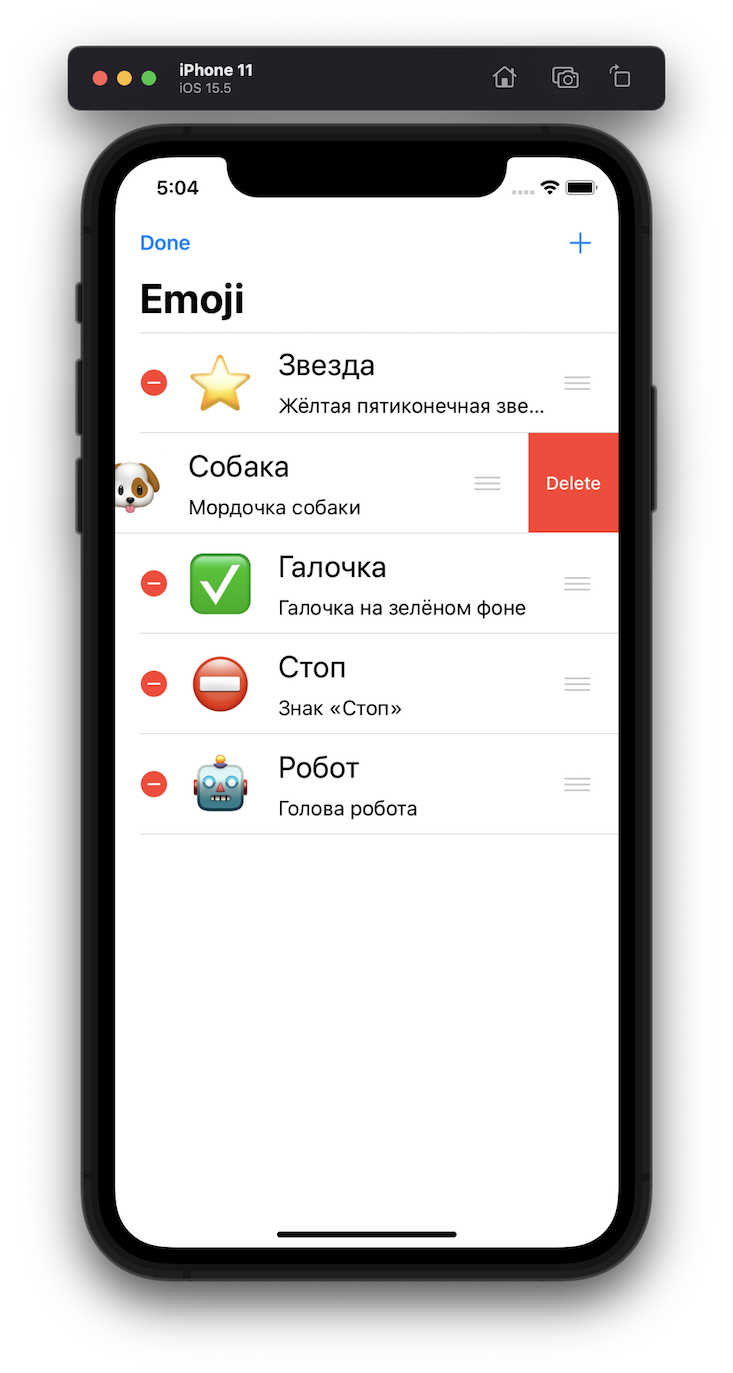 iPhone 11
iOS 15.5
5:04
Done
Emoji
Звезда
Жёлтая пятиконечная зве...
Собака
Мордочка собаки
Delete
Галочка
Галочка на зелёном фоне
Стоп
Знак «Стоп»
Робот
Голова робота